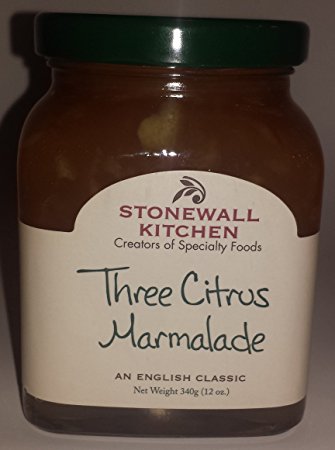 STONEWALL
KITCHEN
Creators of Specialty Foods
Three Citrus
Marmalade
AN ENGLISH CLASSIC
Net Weight 340g (12 oz.)